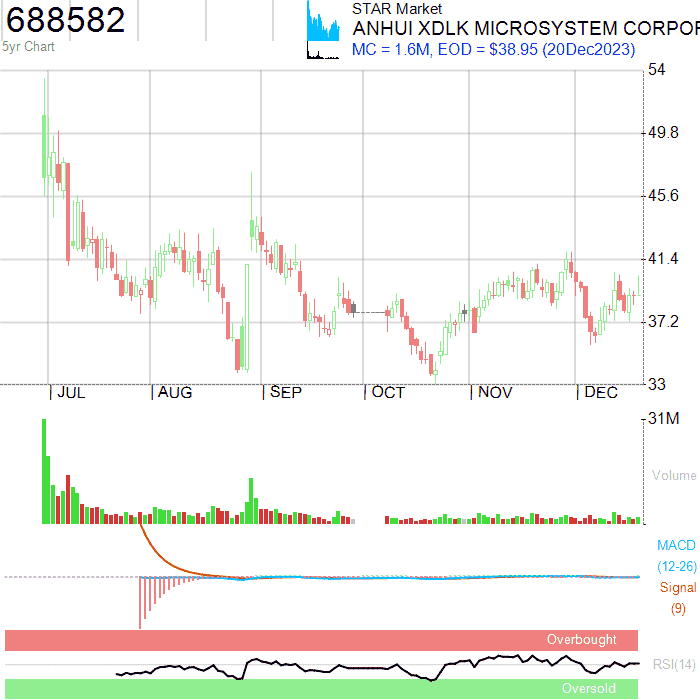 688582
STAR Market
ANHUI XDLK MICROSYSTEM CORPOR
5yr Chart
MC = 1.6M, EOD = $38.95 (20Dec2023)
54
49.8
45.6
41.4
37.2
33
JUL AUG SEP OCT NOV DEC
31M
Volume
MACD
(12-26)
Signal
(9)
Overbought
RSI(14)
Oversold